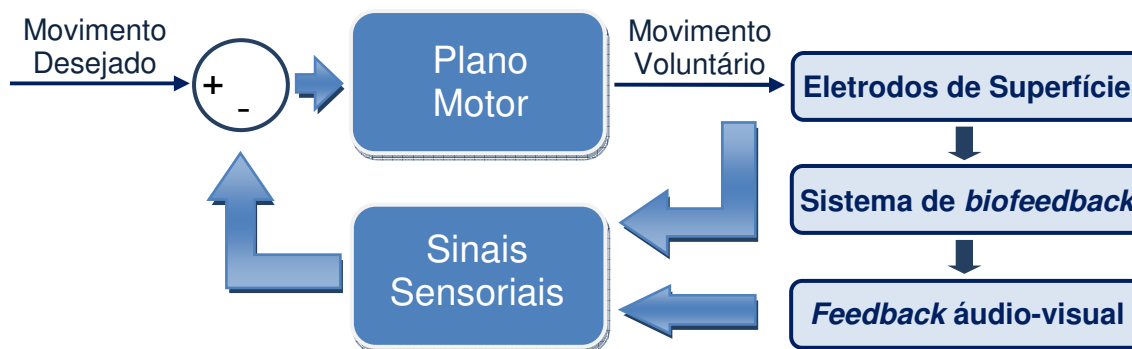 Movimento
Desejado
+
-
Plano
Motor
Movimento
Voluntário
Eletrodos de Superfície
Sistema de biofeedback
Feedback áudio-visual
Sinais
Sensoriais